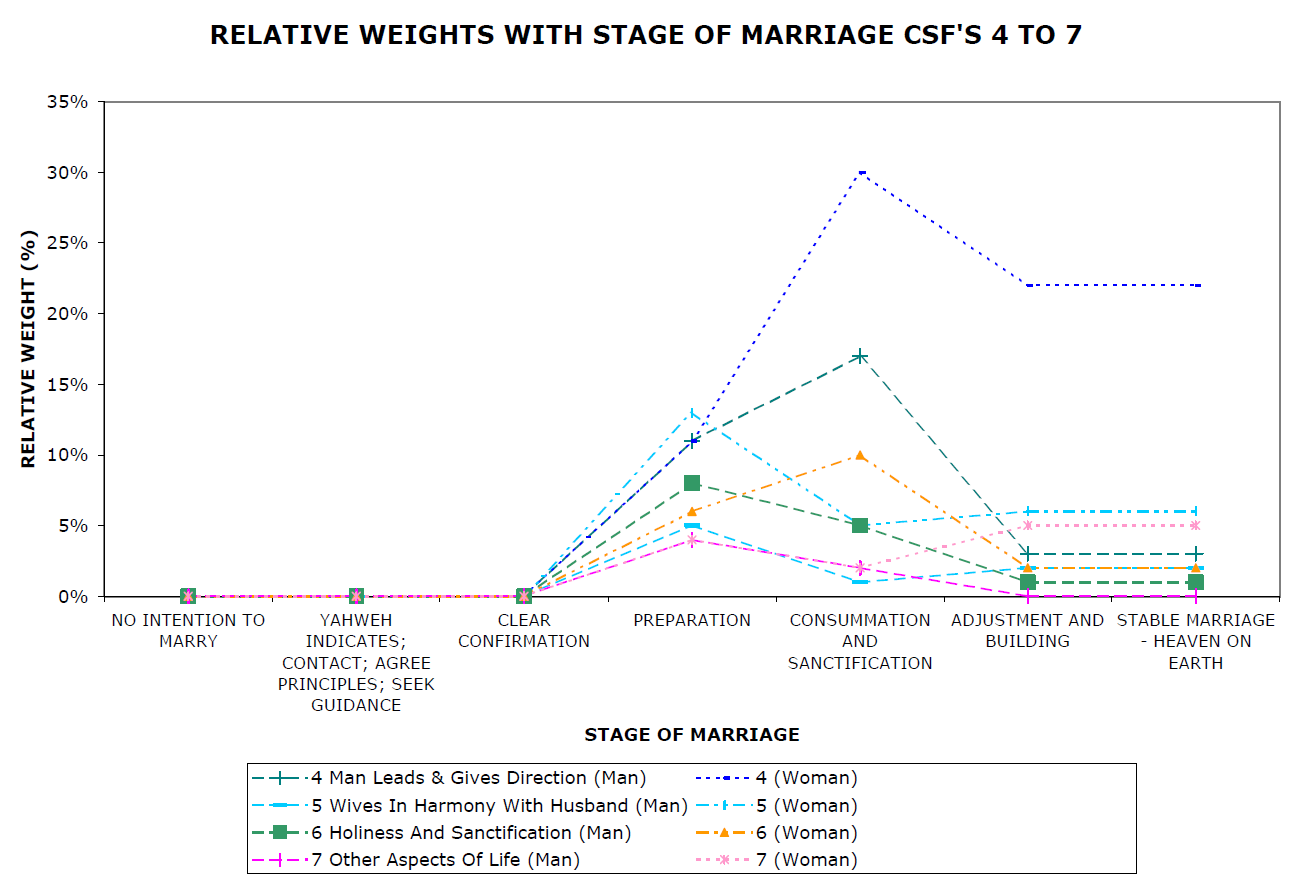 RELATIVE WEIGHTS WITH STAGE OF MARRIAGE CSF'S 4 TO 7
35%
30%
25%
20%
15%
10%
5%
0%
RELATIVE WEIGHT (%)
NO INTENTION TO
MARRY
YAHWEH
INDICATES;
CONTACT; AGREE
PRINCIPLES; SEEK
GUIDANCE
CLEAR
CONFIRMATION
PREPARATION
CONSUMMATION
AND
SANCTIFICATION
ADJUSTMENT AND
BUILDING
STABLE MARRIAGE
- HEAVEN ON
EARTH
STAGE OF MARRIAGE
4 Man Leads & Gives Direction (Man)
4 (Woman)
5 Wives In Harmony With Husband (Man)
5 (Woman)
6 Holiness And Sanctification (Man)
6 (Woman)
7 Other Aspects Of Life (Man)
7 (Woman)